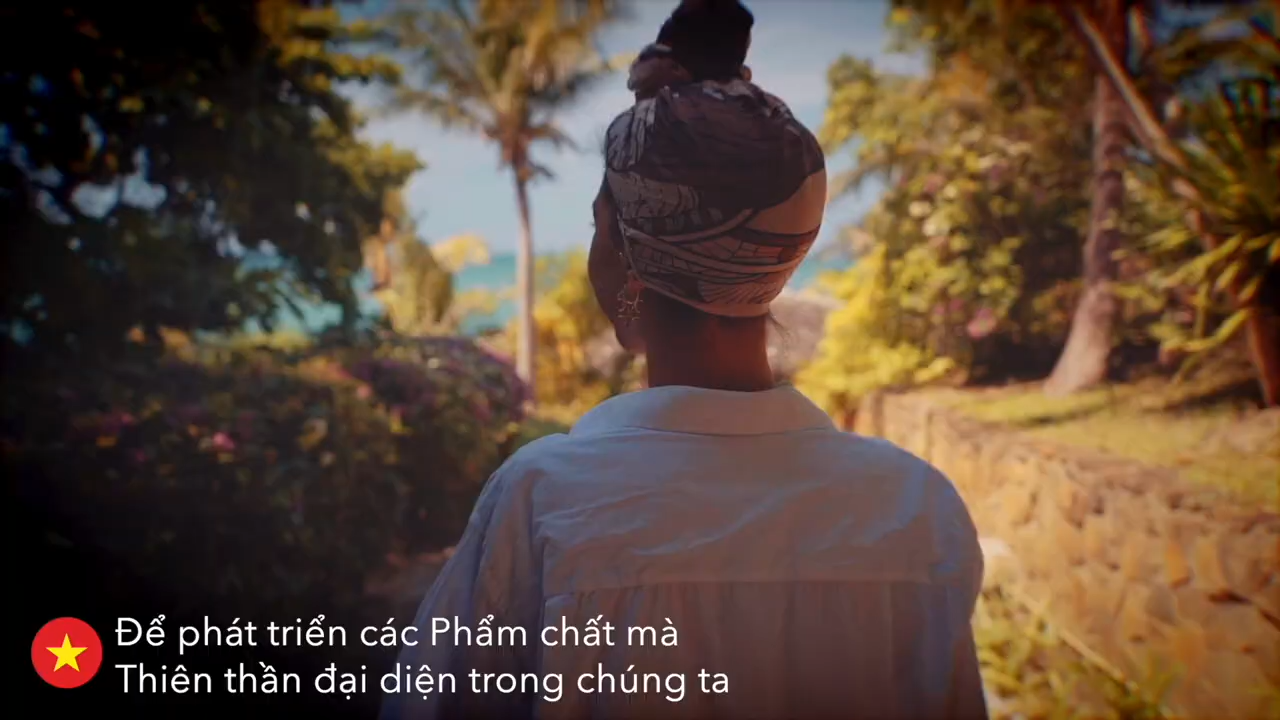 Để phát triển các Phẩm chất mà
Thiên thần đại diện trong chúng ta